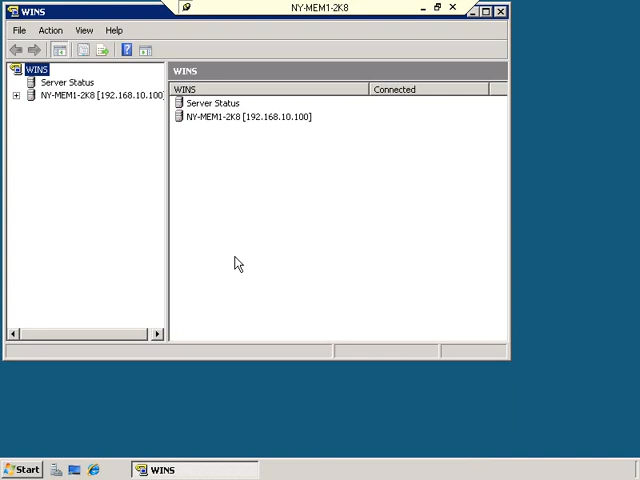 NY-MEM1-2K8
WINS
File Action View Help
WINS
Server Status
NY-MEM1-2K8 [192.168.10.100]
WINS
WINS Connected
Server Status
NY-MEM1-2K8 [192.168.10.100]
Start
WINS